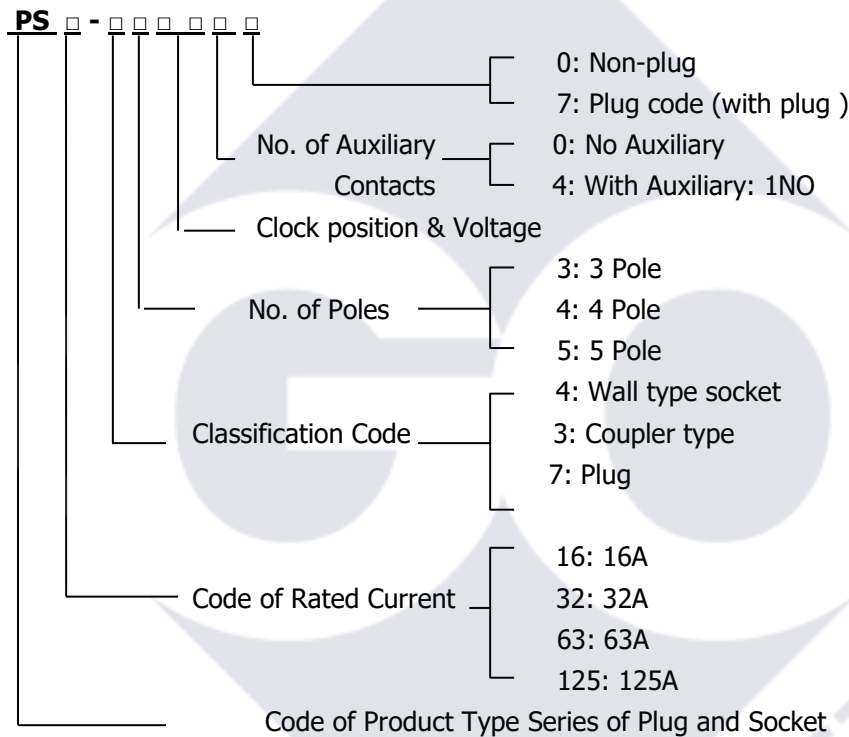 PS □ - □ □ □ □ □ □
0: Non-plug
7: Plug code (with plug )
No. of Auxiliary
Contacts
0: No Auxiliary
4: With Auxiliary: 1NO
Clock position & Voltage
No. of Poles
3: 3 Pole
4: 4 Pole
5: 5 Pole
Classification Code
4: Wall type socket
3: Coupler type
7: Plug
Code of Rated Current
16: 16A
32: 32A
63: 63A
125: 125A
Code of Product Type Series of Plug and Socket